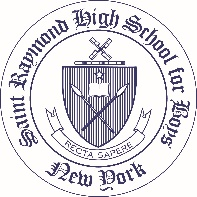 Saint Raymond High School for Boys
RECTA SAPERE
New York